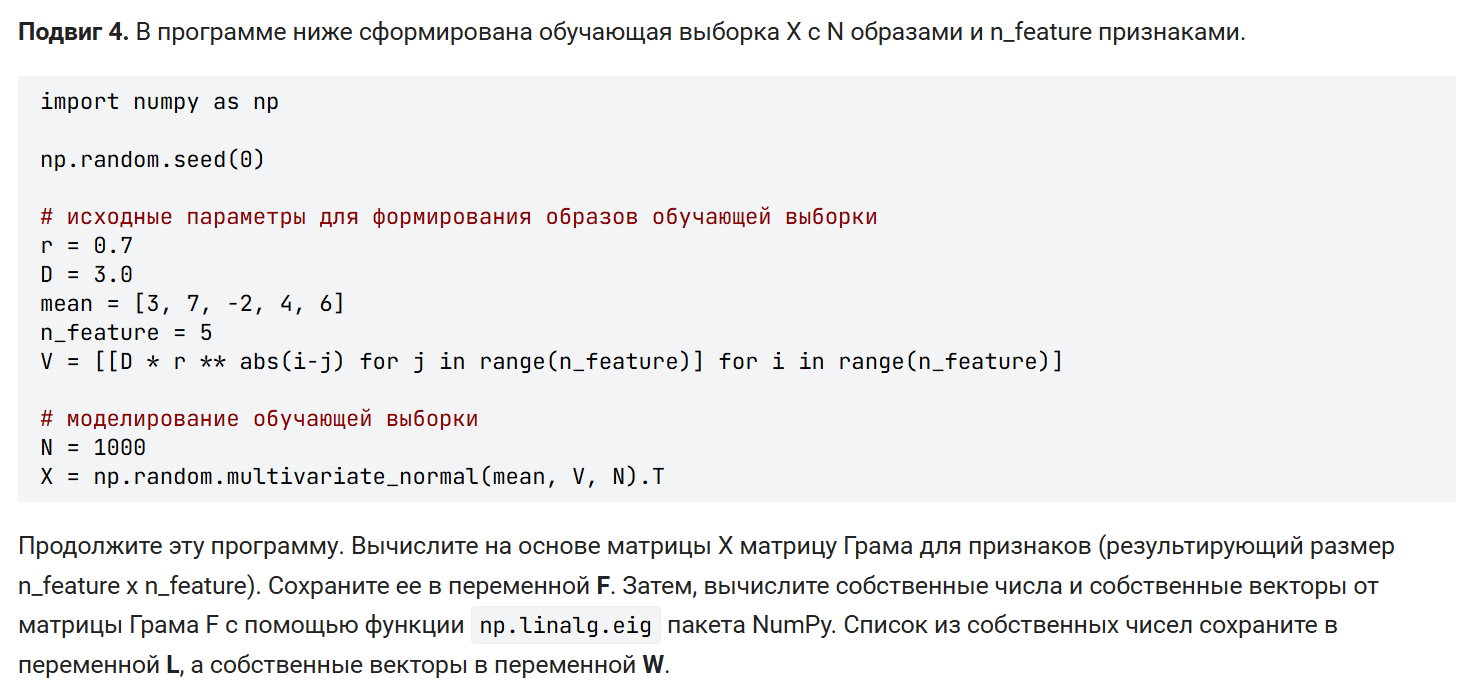 Подвиг 4. В программе ниже сформирована обучающая выборка X с N образами и n_feature признаками.
import numpy as np
np.random.seed(0)
# исходные параметры для формирования образов обучающей выборки
r = 0.7
D = 3.0
mean = [3, 7, -2, 4, 6]
n_feature = 5
V = [[D * r ** abs(i-j) for j in range(n_feature)] for i in range(n_feature)]
# моделирование обучающей выборки
N = 1000
X = np.random.multivariate_normal(mean, V, N).T
Продолжите эту программу. Вычислите на основе матрицы X матрицу Грама для признаков (результирующий размер
n_feature x n_feature). Сохраните ее в переменной F. Затем, вычислите собственные числа и собственные векторы от
матрицы Грама F с помощью функции np.linalg.eig пакета NumPy. Список из собственных чисел сохраните в
переменной L, а собственные векторы в переменной W.